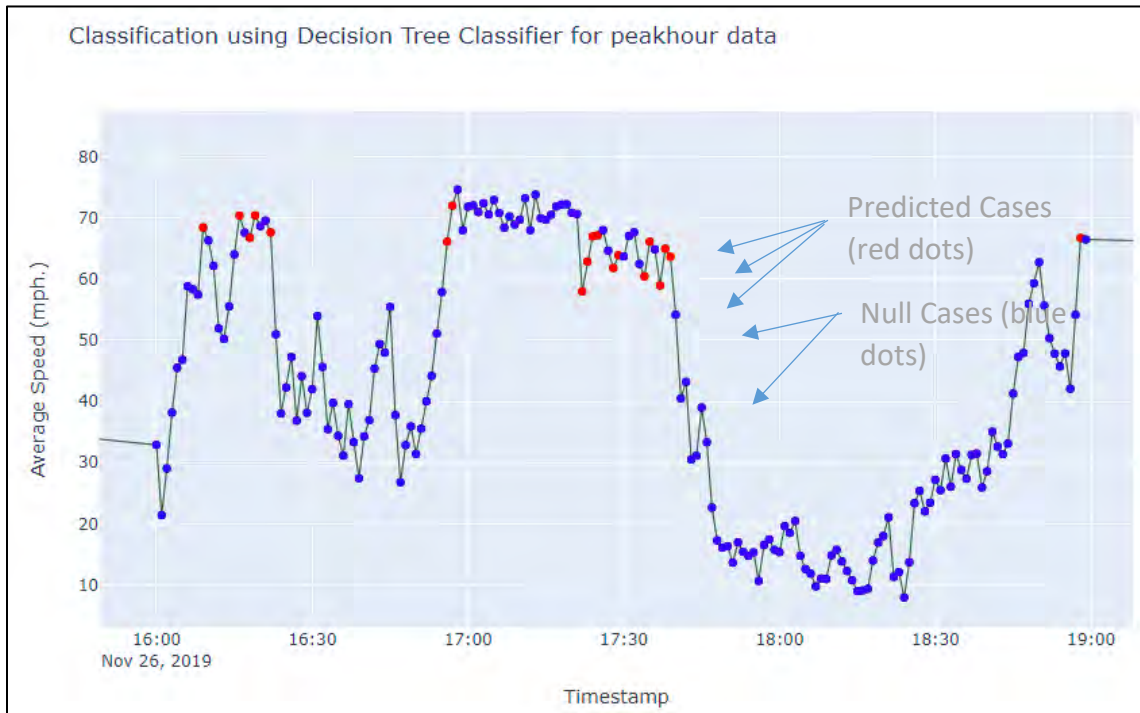 Classification using Decision Tree Classifier for peakhour data
80
70
60
50
40
30
20
10
Average Speed (mph.)
Predicted Cases
(red dots)
Null Cases (blue
dots)
16:00
16:30
17:00
17:30
18:00
18:30
19:00
Nov 26, 2019
Timestamp